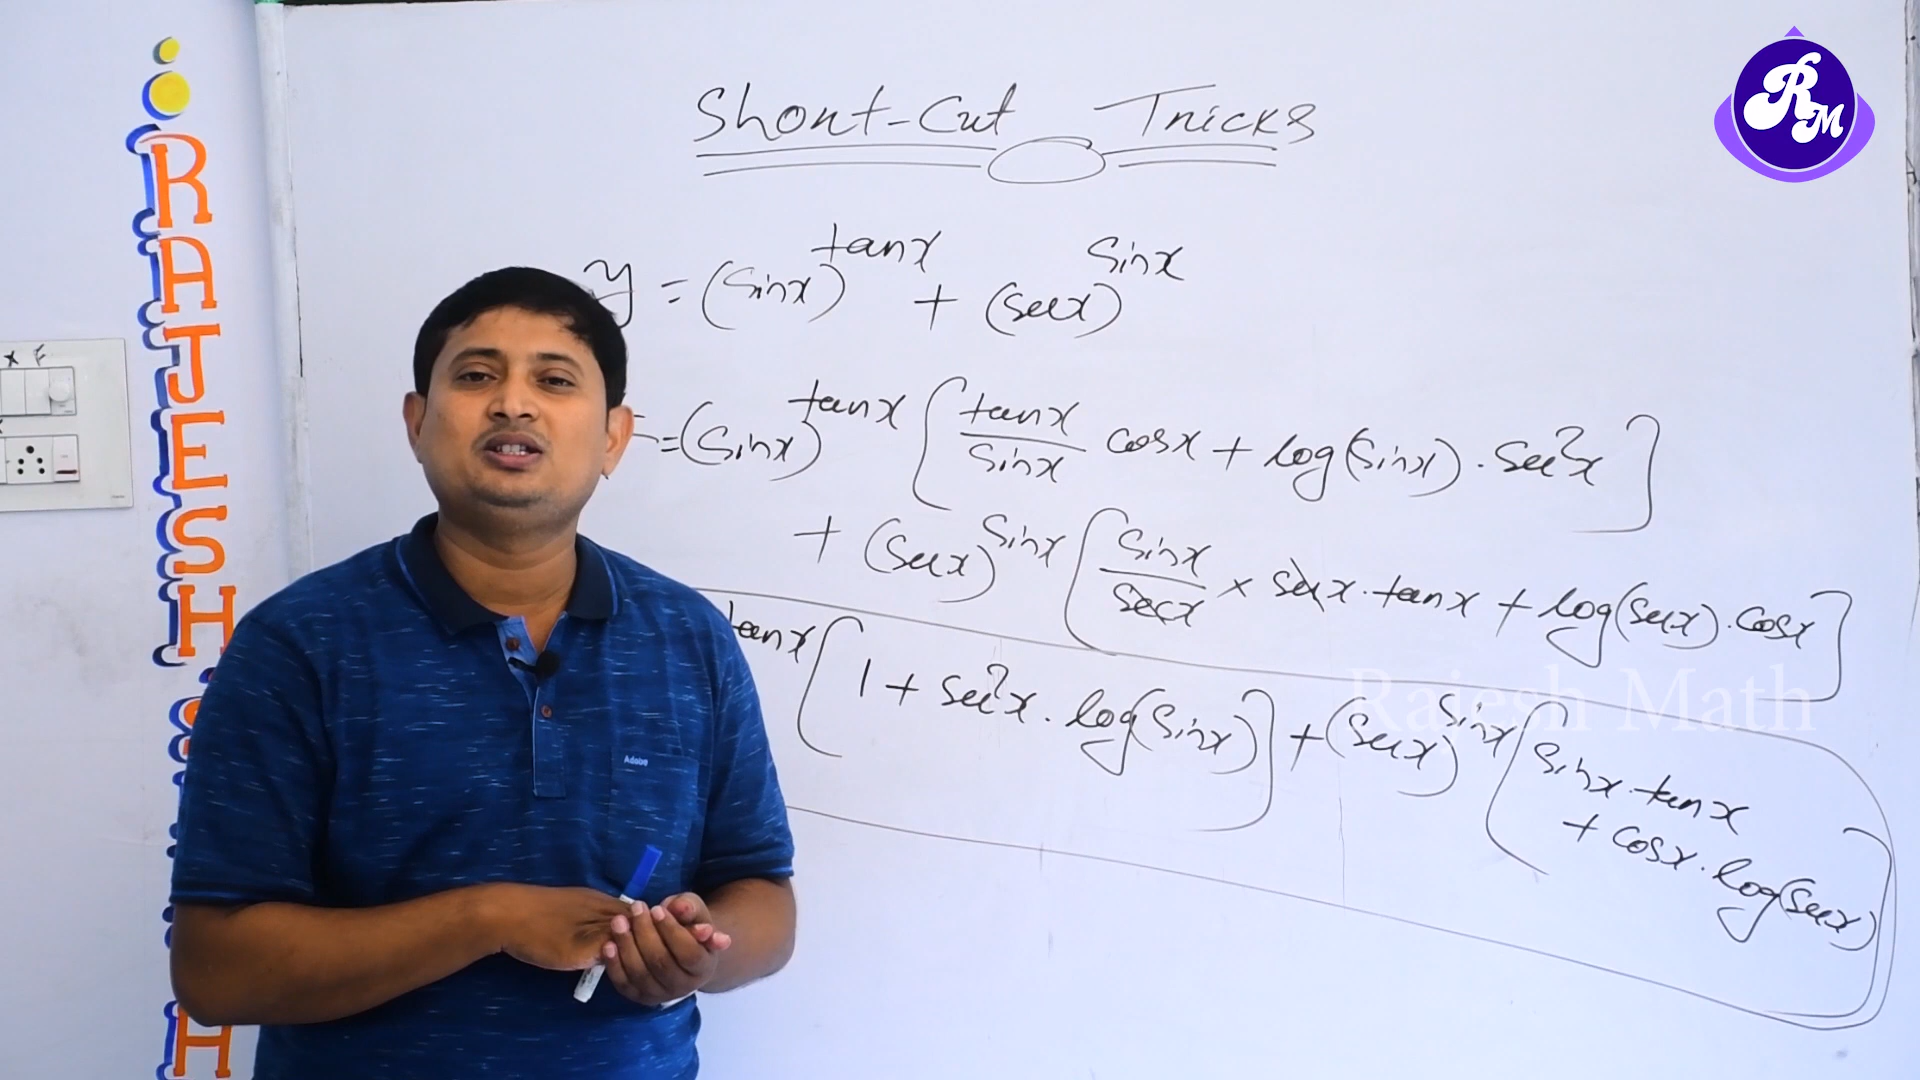 Short-Cut Tricks
RM
y = (sinx)^tanx + (secx)^sinx
= (sinx)^tanx [tanx/sinx cosx + log(sinx) . sec²x]
+ (secx)^sinx [sinx/secx × secx . tanx + log(secx) . cosx]
tanx [1 + sec²x . log(sinx)] + (secx)^sinx [sinx . tanx
+ cosx . log(secx)]
Rajesh Math
RAJESH
H
Adobe
x F